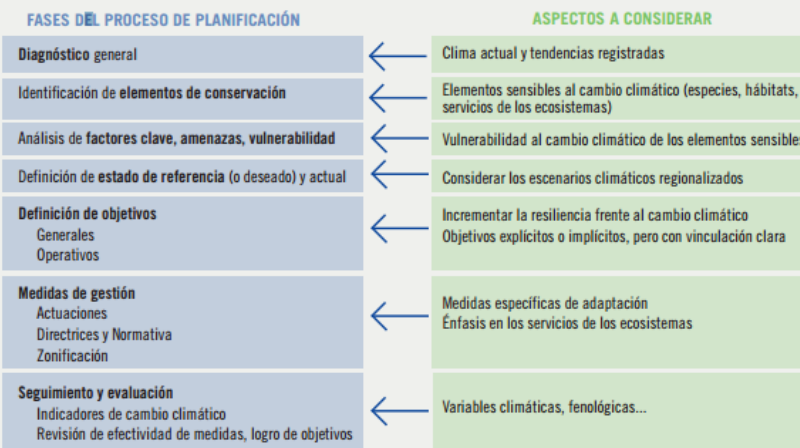 FASES DEL PROCESO DE PLANIFICACIÓN
ASPECTOS A CONSIDERAR
Diagnóstico general
Clima actual y tendencias registradas
Identificación de elementos de conservación
Elementos sensibles al cambio climático (especies, hábitats,
servicios de los ecosistemas)
Análisis de factores clave, amenazas, vulnerabilidad
Vulnerabilidad al cambio climático de los elementos sensibles
Definición de estado de referencia (o deseado) y actual
Considerar los escenarios climáticos regionalizados
Definición de objetivos
Generales
Operativos
Incrementar la resiliencia frente al cambio climático
Objetivos explícitos o implícitos, pero con vinculación clara
Medidas de gestión
Actuaciones
Directrices y Normativa
Zonificación
Medidas específicas de adaptación
Énfasis en los servicios de los ecosistemas
Seguimiento y evaluación
Indicadores de cambio climático
Revisión de efectividad de medidas, logro de objetivos
Variables climáticas, fenológicas...